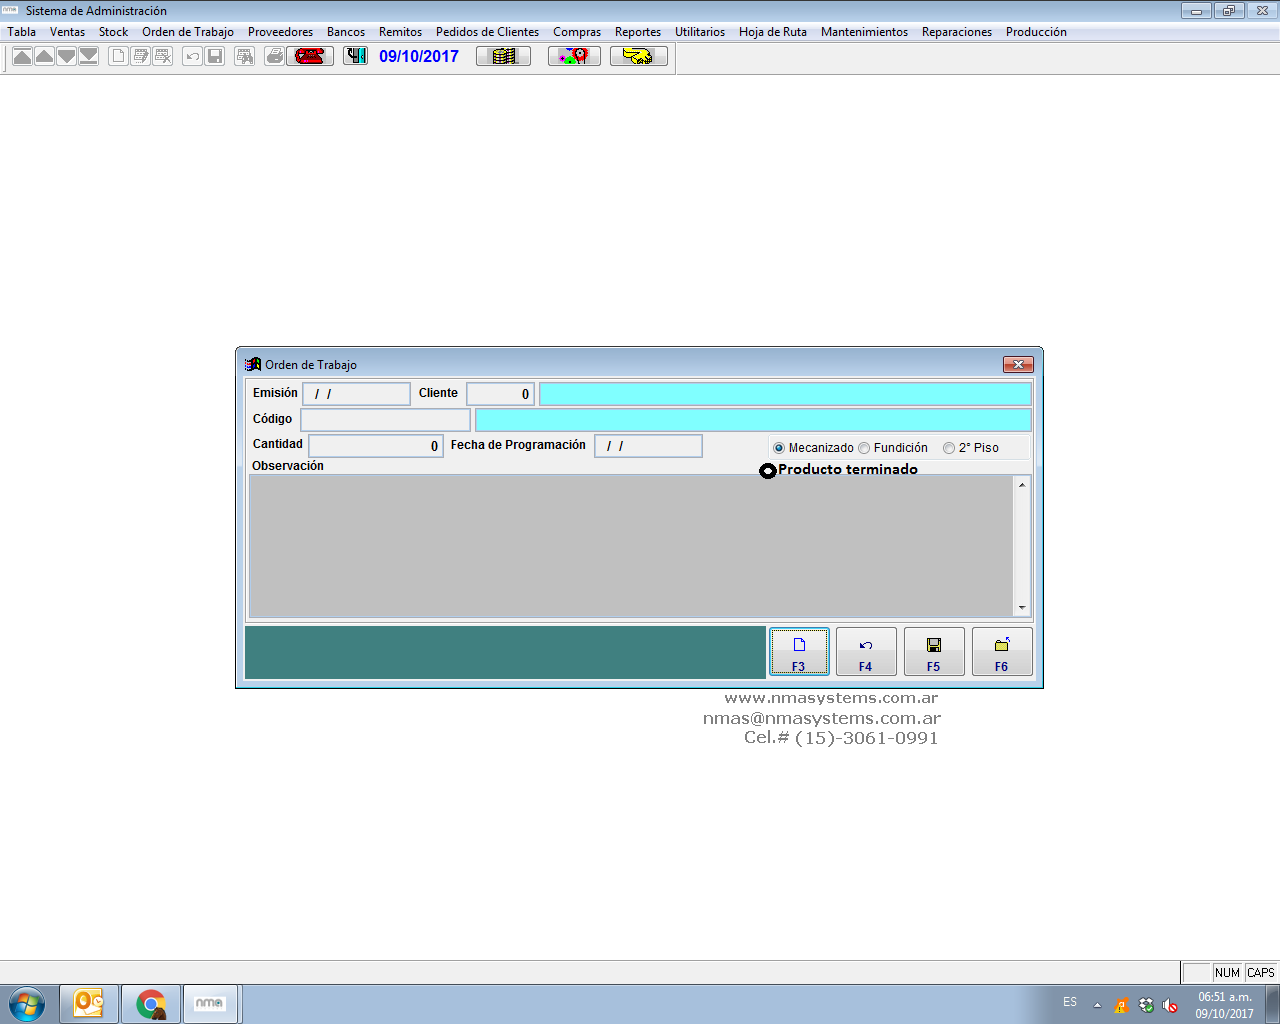 nma Sistema de Administración
Tabla Ventas Stock Orden de Trabajo Proveedores Bancos Remitos Pedidos de Clientes Compras Reportes Utilitarios Hoja de Ruta Mantenimientos Reparaciones Producción
09/10/2017
Orden de Trabajo
Emisión / / Cliente 0
Código
Cantidad 0 Fecha de Programación / / Mecanizado Fundición 2° Piso
Observación
Producto terminado
F3 F4 F5 F6
www.nmasystems.com.ar
nmas@nmasystems.com.ar
Cel.# (15)-3061-0991
NUM CAPS
nma ES 06:51 a.m.
09/10/2017